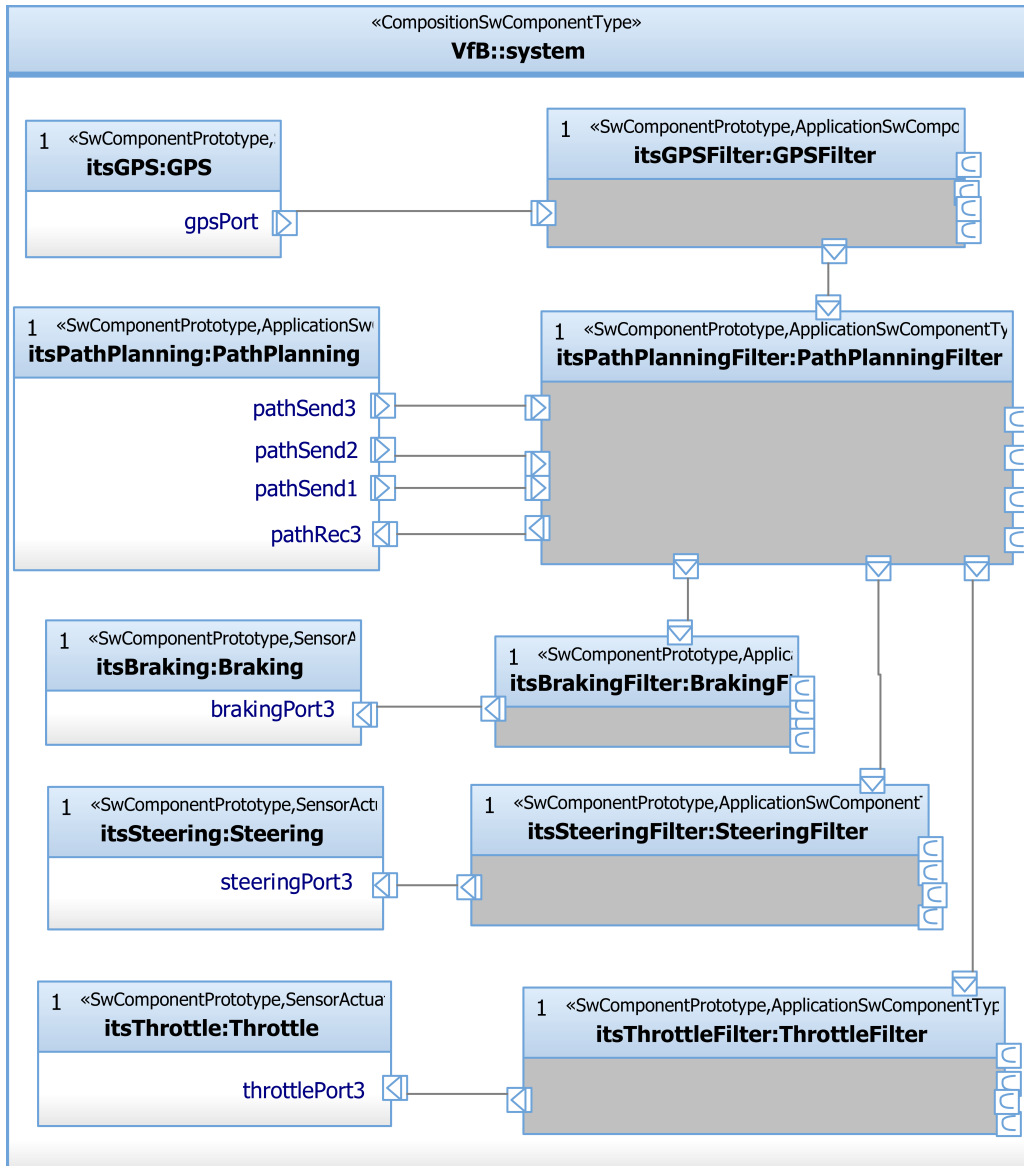 «CompositionSwComponentType»
VfB::system
1 «SwComponentPrototype,
itsGPS:GPS
gpsPort
1 «SwComponentPrototype,ApplicationSwCompo
itsGPSFilter:GPSFilter
1 «SwComponentPrototype,ApplicationSw
itsPathPlanning:PathPlanning
pathSend3
pathSend2
pathSend1
pathRec3
1 «SwComponentPrototype,ApplicationSwComponentTy
itsPathPlanningFilter:PathPlanningFilter
1 «SwComponentPrototype,SensorA
itsBraking:Braking
brakingPort3
1 «SwComponentPrototype,Applic
itsBrakingFilter:BrakingFi
1 «SwComponentPrototype,SensorActu
itsSteering:Steering
steeringPort3
1 «SwComponentPrototype,ApplicationSwComponent
itsSteeringFilter:SteeringFilter
1 «SwComponentPrototype,SensorActua
itsThrottle:Throttle
throttlePort3
1 «SwComponentPrototype,ApplicationSwComponentTyp
itsThrottleFilter:ThrottleFilter